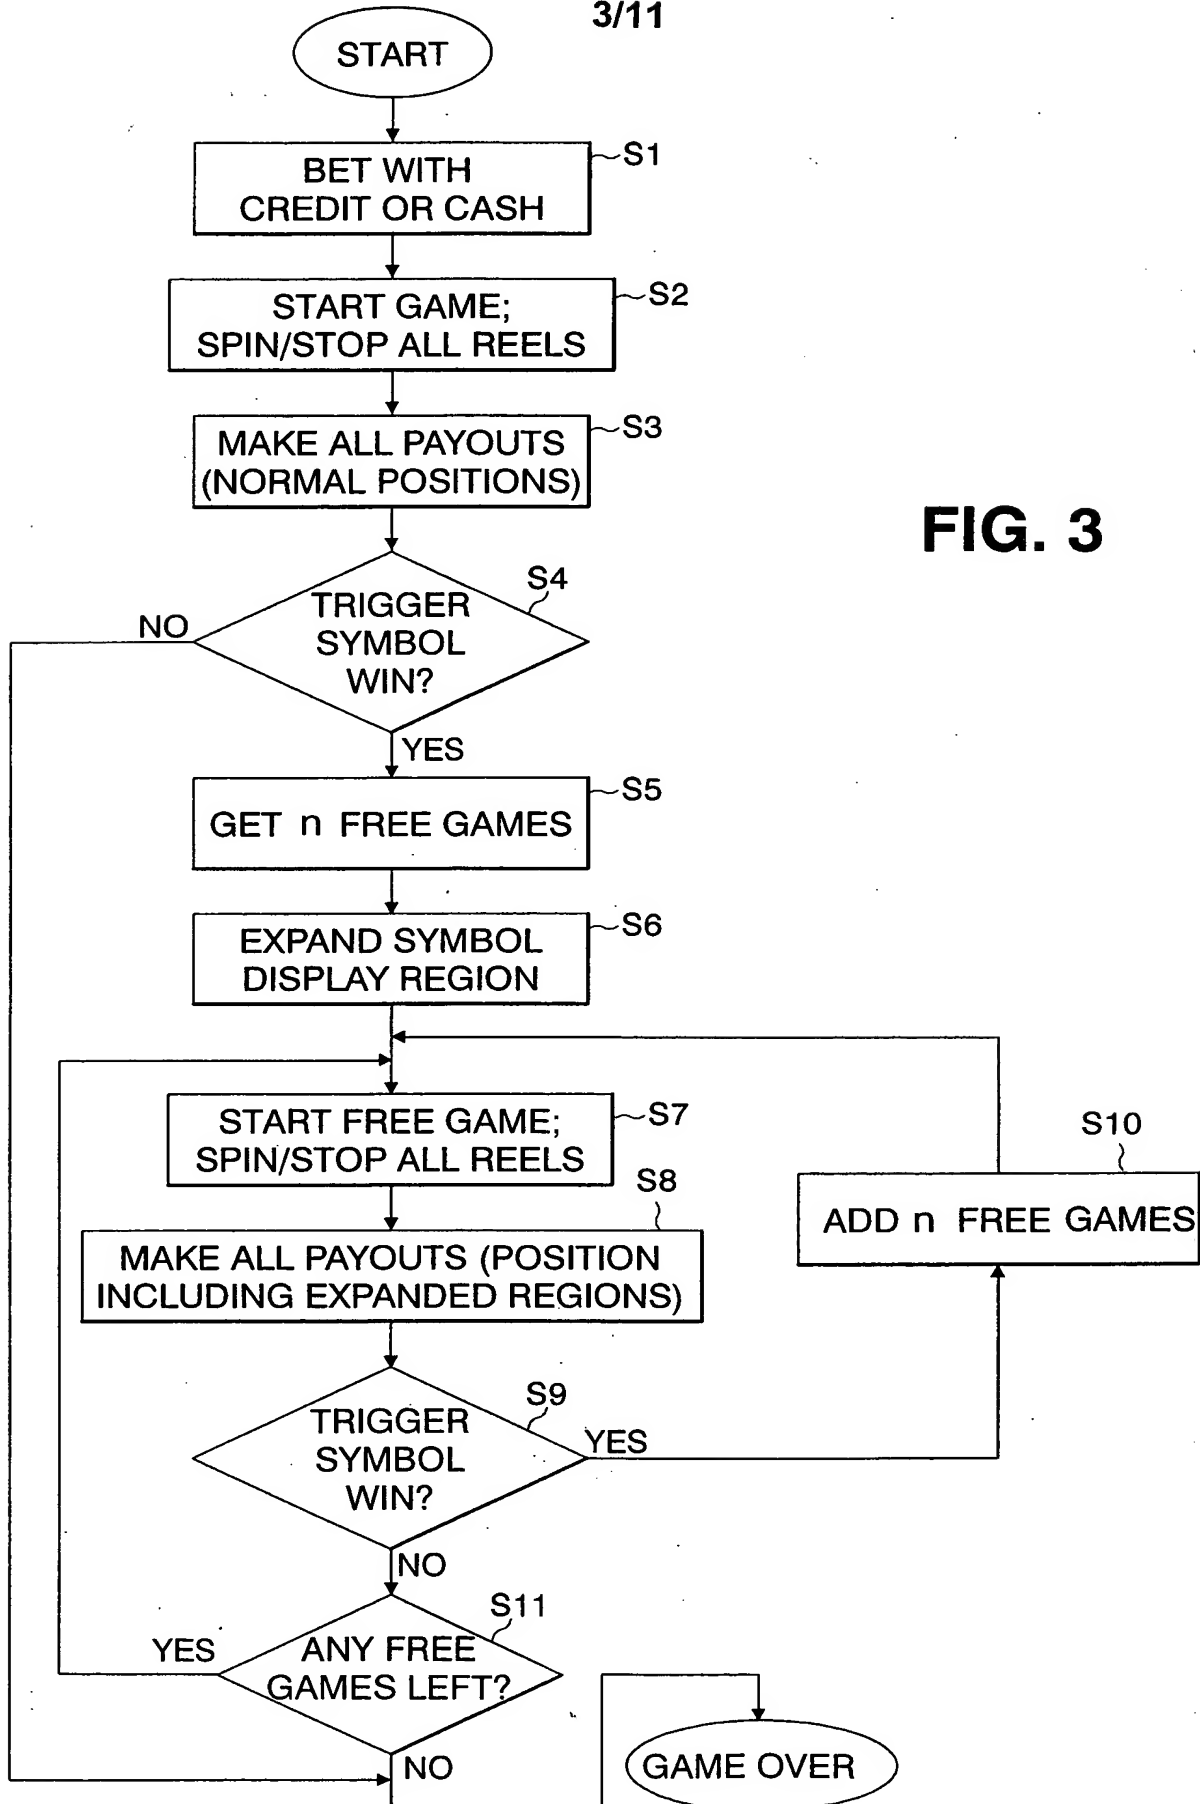 3/11
START
S1
BET WITH
CREDIT OR CASH
S2
START GAME;
SPIN/STOP ALL REELS
S3
MAKE ALL PAYOUTS
(NORMAL POSITIONS)
FIG. 3
S4
NO
TRIGGER
SYMBOL
WIN?
YES
S5
GET n FREE GAMES
S6
EXPAND SYMBOL
DISPLAY REGION
S7
START FREE GAME;
SPIN/STOP ALL REELS
S10
ADD n FREE GAMES
S8
MAKE ALL PAYOUTS (POSITION
INCLUDING EXPANDED REGIONS)
S9
TRIGGER
SYMBOL
WIN?
YES
NO
S11
YES
ANY FREE
GAMES LEFT?
NO
GAME OVER